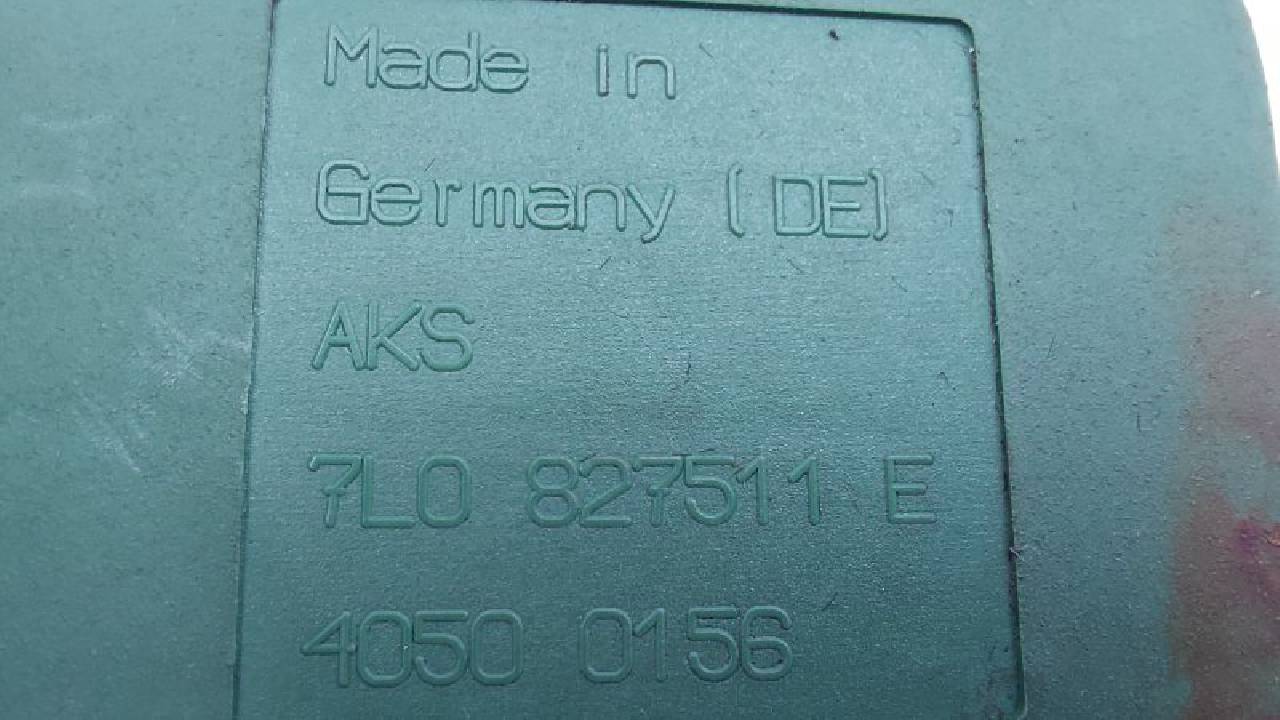 Made in
Germany (DE)
AKS
7L0 827511 E
4050 0156